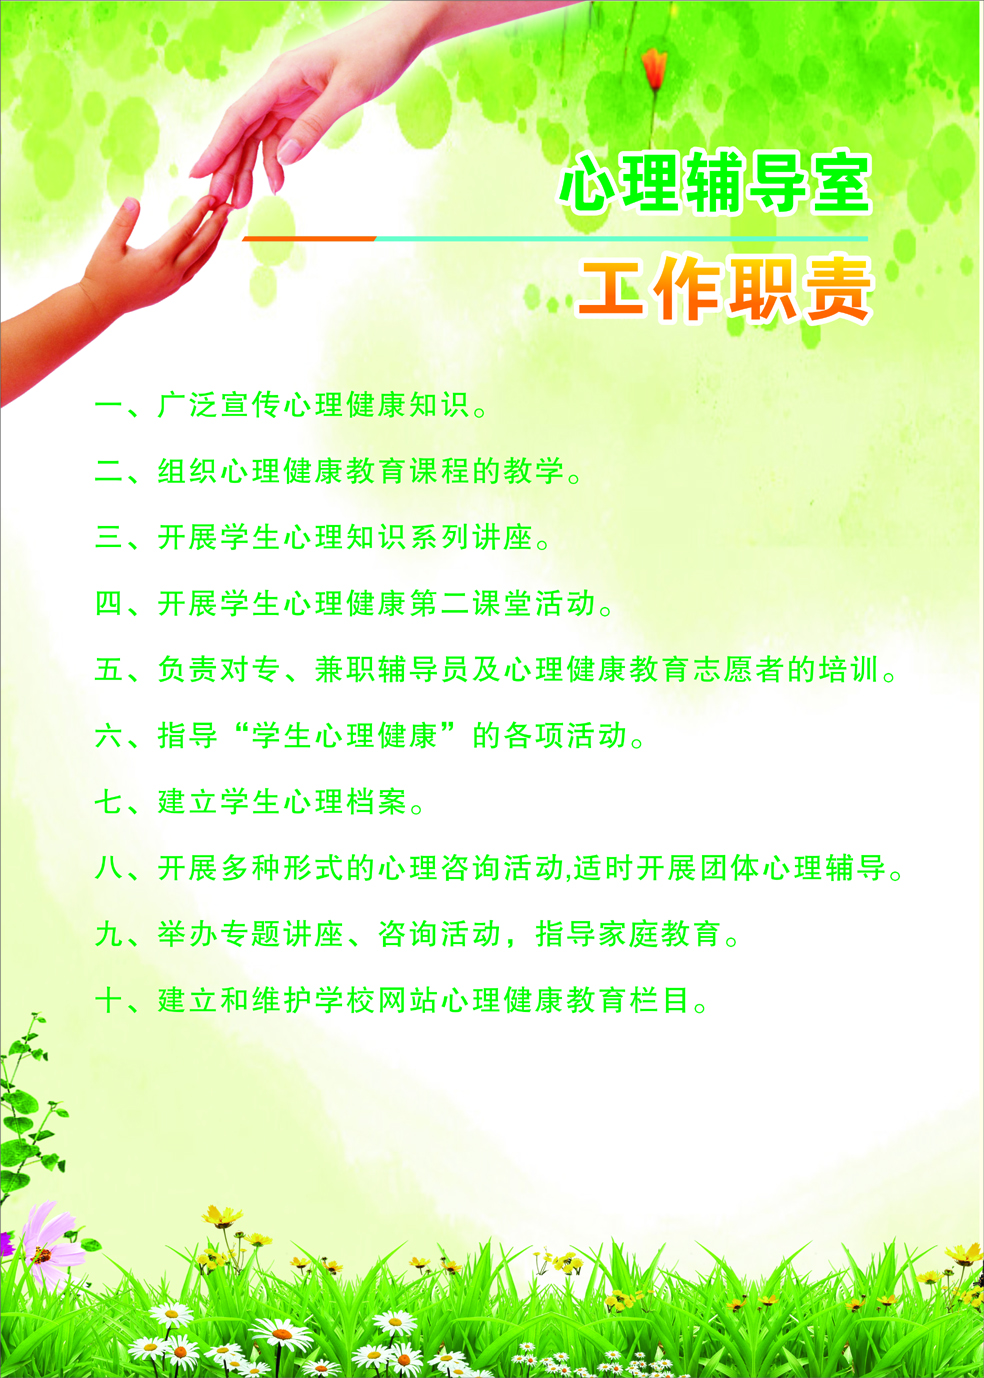 心理辅导室
工作职责
一、广泛宣传心理健康知识。
二、组织心理健康教育课程的教学。
三、开展学生心理知识系列讲座。
四、开展学生心理健康第二课堂活动。
五、负责对专、兼职辅导员及心理健康教育志愿者的培训。
六、指导“学生心理健康”的各项活动。
七、建立学生心理档案。
八、开展多种形式的心理咨询活动,适时开展团体心理辅导。
九、举办专题讲座、咨询活动，指导家庭教育。
十、建立和维护学校网站心理健康教育栏目。